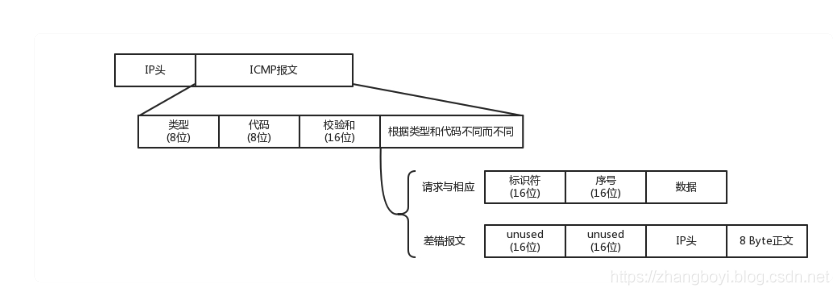 IP头 ICMP报文
类型 代码 校验和 根据类型和代码不同而不同
(8位) (8位) (16位)
请求与相应 标识符 序号 数据
(16位) (16位)
差错报文 unused unused IP头 8 Byte正文
(16位) (16位)
https://zhangboyi.blog.csdn.net